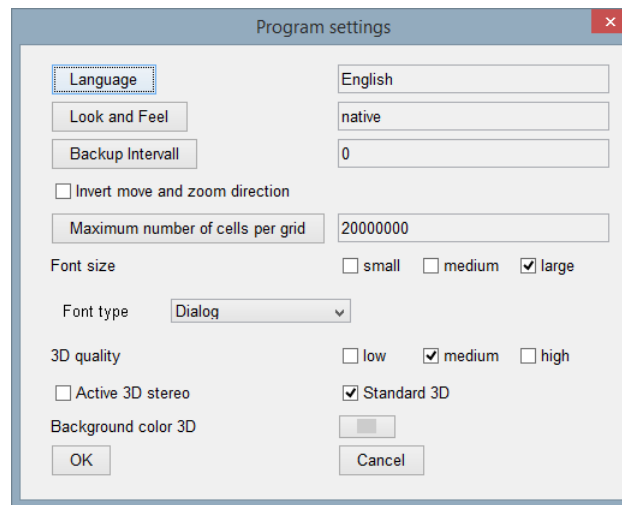 Program settings
Language English
Look and Feel native
Backup Intervall 0
Invert move and zoom direction
Maximum number of cells per grid 20000000
Font size small medium large
Font type Dialog
3D quality low medium high
Active 3D stereo Standard 3D
Background color 3D
OK Cancel